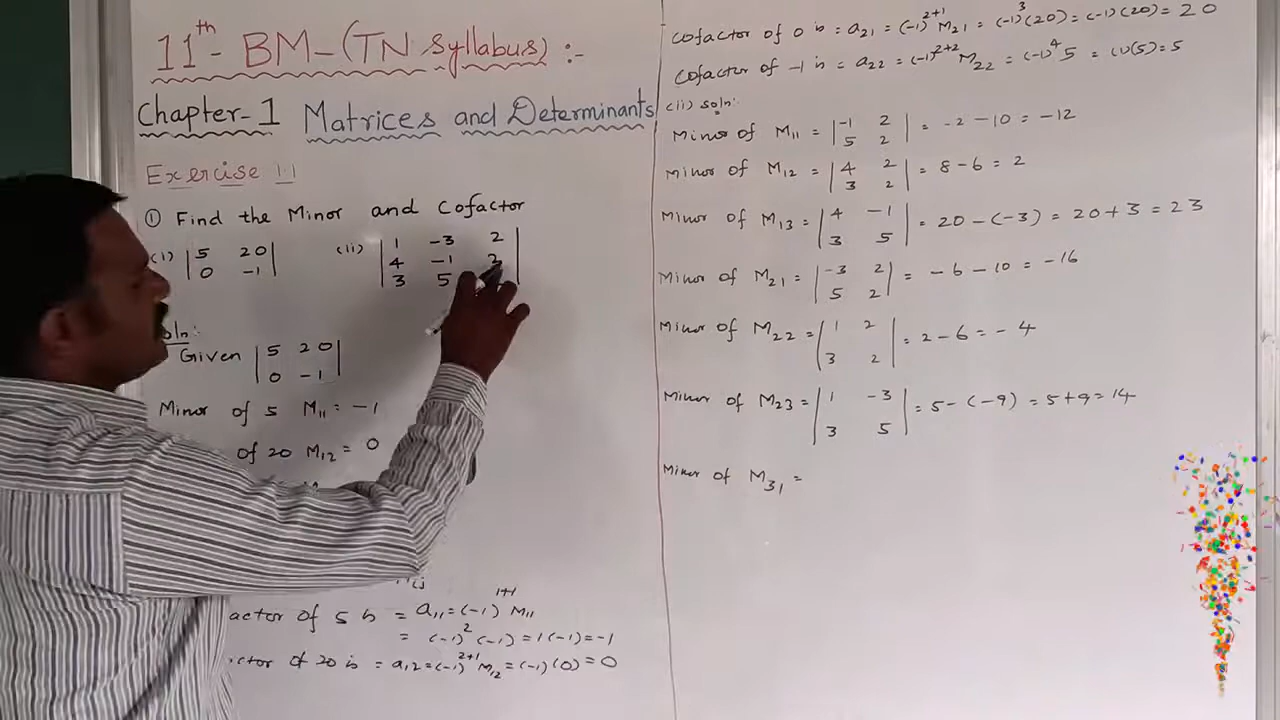 11th - BM - (TN Syllabus) :-
Chapter - 1 Matrices and Determinants
Exercise 1.1
① Find the Minor and Cofactor
(i) | 5 20 | (ii) | 1 -3 2 |
| 0 -1 | | 4 -1 2 |
| 3 5 |
Soln:
Given | 5 20 |
| 0 -1 |
Minor of 5 M11 = -1
of 20 M12 = 0
of 5 is = a11 = (-1)^1+1 M11
= (-1)^2 (-1) = 1(-1) = -1
of 20 is = a12 = (-1)^2+1 M12 = (-1)(0) = 0
Cofactor of 0 is = a21 = (-1)^2+1 M21 = (-1)^3 (20) = (-1)(20) = 20
Cofactor of -1 is = a22 = (-1)^2+2 M22 = (-1)^4 5 = (1)(5) = 5
(ii) Soln:
Minor of M11 = | -1 2 | = -2 - 10 = -12
| 5 2 |
Minor of M12 = | 4 2 | = 8 - 6 = 2
| 3 2 |
Minor of M13 = | 4 -1 | = 20 - (-3) = 20 + 3 = 23
| 3 5 |
Minor of M21 = | -3 2 | = -6 - 10 = -16
| 5 2 |
Minor of M22 = | 1 2 | = 2 - 6 = -4
| 3 2 |
Minor of M23 = | 1 -3 | = 5 - (-9) = 5 + 9 = 14
| 3 5 |
Minor of M31 =